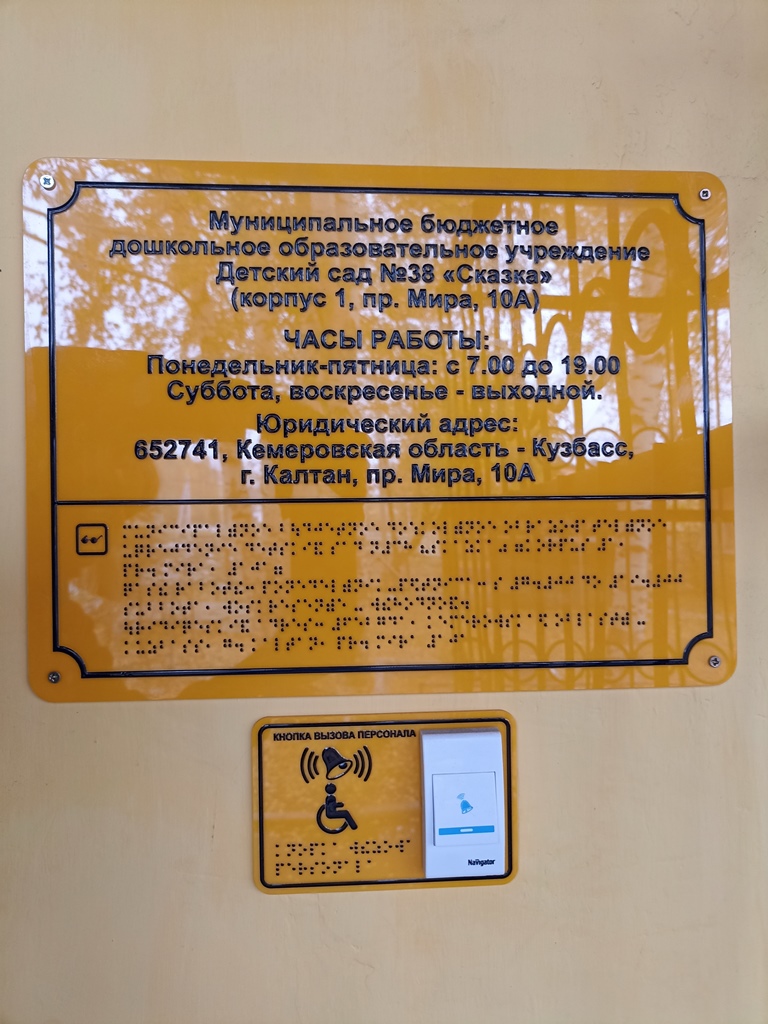 Муниципальное бюджетное
дошкольное образовательное учреждение
Детский сад №38 «Сказка»
(корпус 1, пр. Мира, 10А)
ЧАСЫ РАБОТЫ:
Понедельник-пятница: с 7.00 до 19.00
Суббота, воскресенье - выходной.
Юридический адрес:
652741, Кемеровская область - Кузбасс,
г. Калтан, пр. Мира, 10А
КНОПКА ВЫЗОВА ПЕРСОНАЛА
Navigator